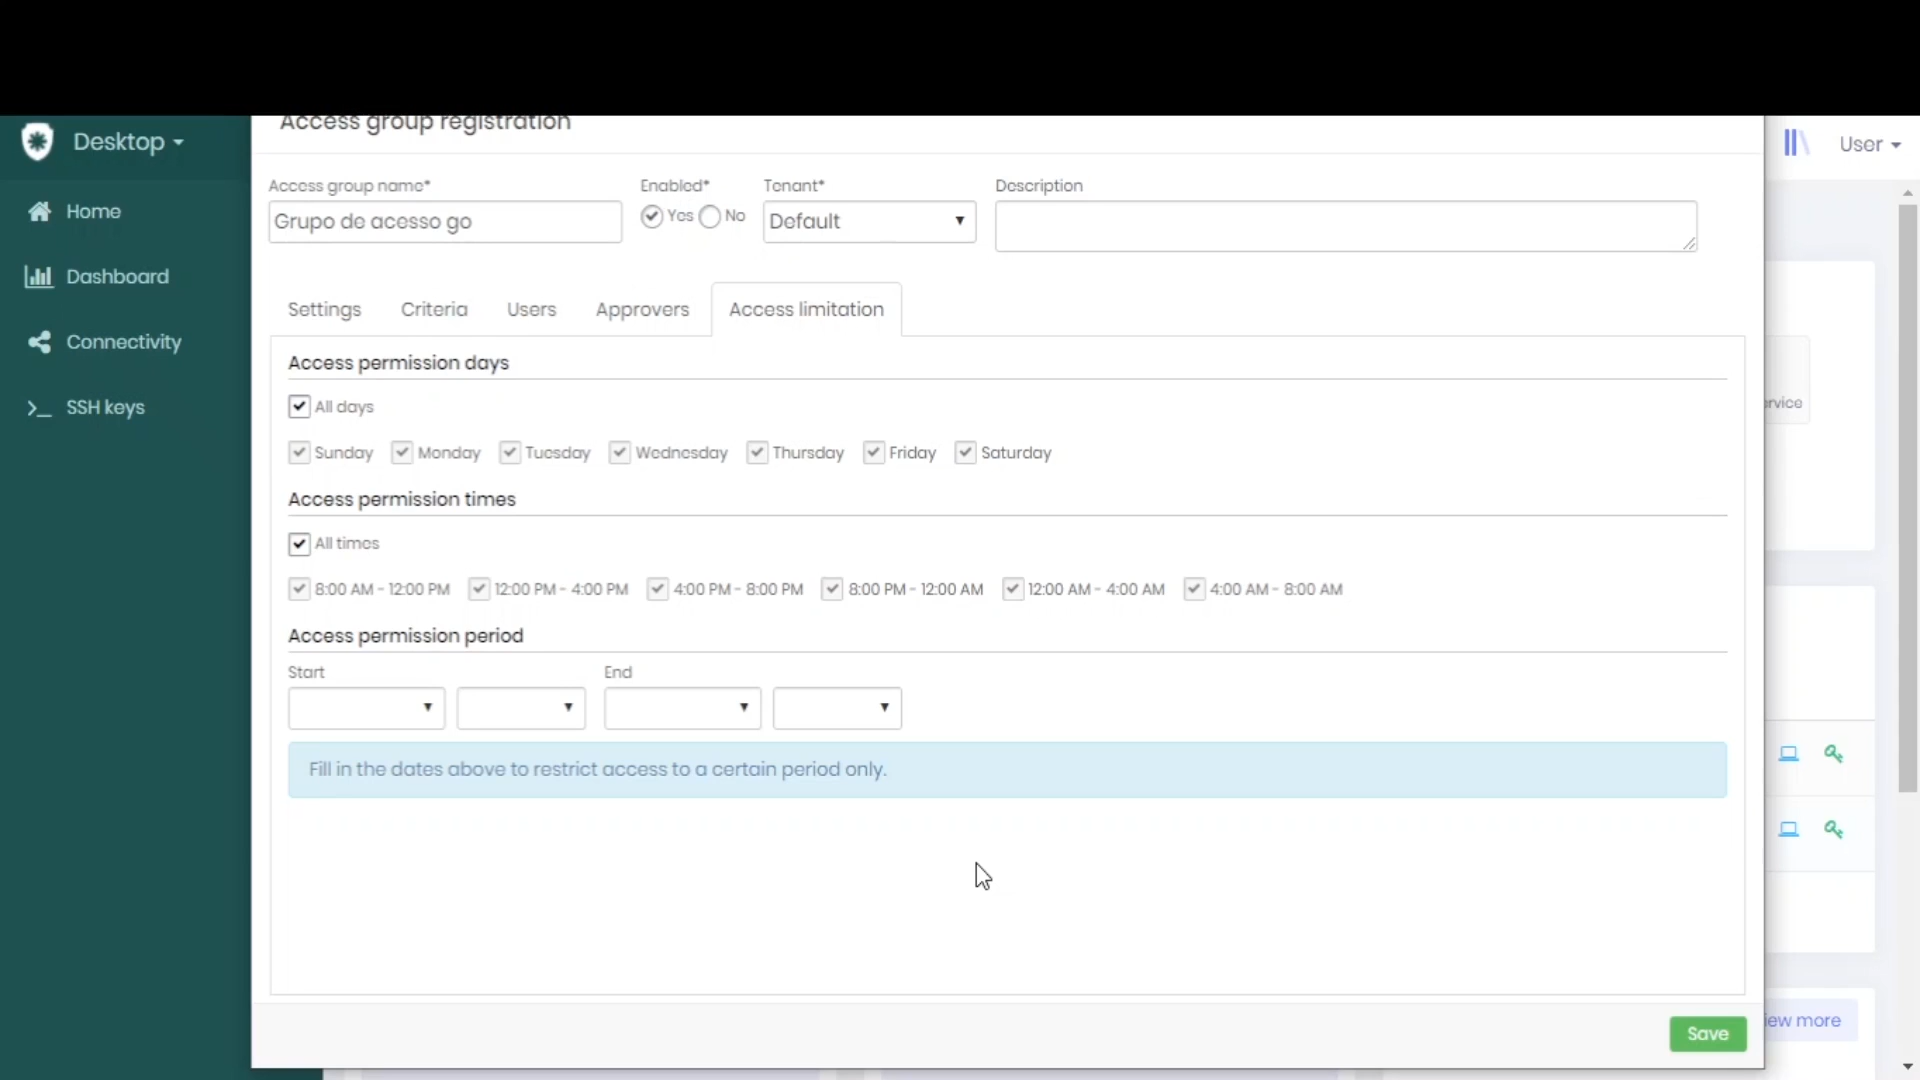 Access group registration
Desktop
User
Home
Dashboard
Connectivity
SSH keys
Access group name* Enabled* Tenant* Description
Grupo de acesso go Yes No Default
Settings Criteria Users Approvers Access limitation
Access permission days
All days
Sunday Monday Tuesday Wednesday Thursday Friday Saturday
Access permission times
All times
8:00 AM - 12:00 PM 12:00 PM - 4:00 PM 4:00 PM - 8:00 PM 8:00 PM - 12:00 AM 12:00 AM - 4:00 AM 4:00 AM - 8:00 AM
Access permission period
Start End
Fill in the dates above to restrict access to a certain period only.
Save
more